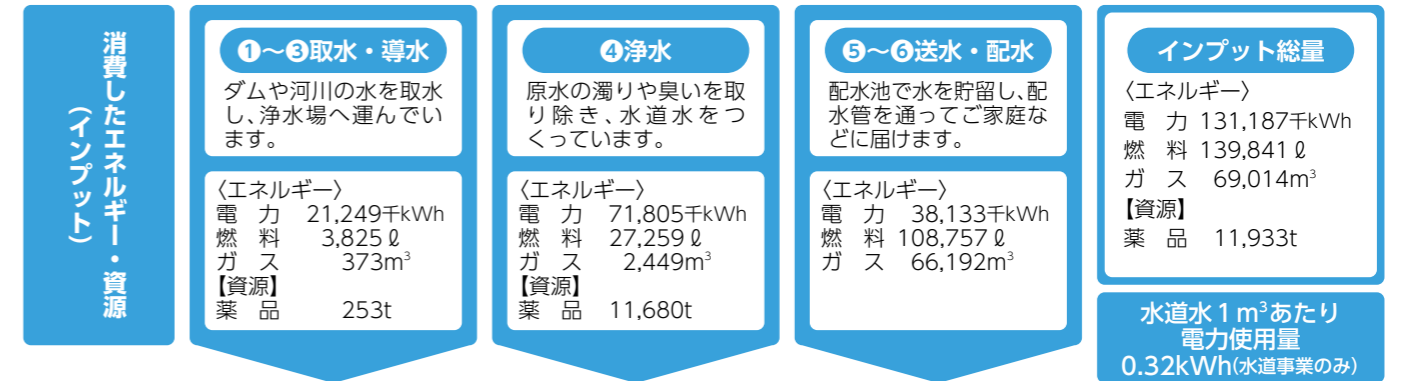 消費したエネルギー・資源
（インプット）
❶～❸取水・導水
ダムや河川の水を取水
し、浄水場へ運んでい
ます。
〈エネルギー〉
電　力　21,249千kWh
燃　料　3,825ℓ
ガ　ス　373m³
【資源】
薬　品　253t
❹浄水
原水の濁りや臭いを取
り除き、水道水をつ
くっています。
〈エネルギー〉
電　力　71,805千kWh
燃　料　27,259ℓ
ガ　ス　2,449m³
【資源】
薬　品　11,680t
❺～❻送水・配水
配水池で水を貯留し、配
水管を通ってご家庭な
どに届けます。
〈エネルギー〉
電　力　38,133千kWh
燃　料　108,757ℓ
ガ　ス　66,192m³
インプット総量
〈エネルギー〉
電　力　131,187千kWh
燃　料　139,841ℓ
ガ　ス　69,014m³
【資源】
薬　品　11,933t
水道水１m³あたり
電力使用量
0.32kWh(水道事業のみ)